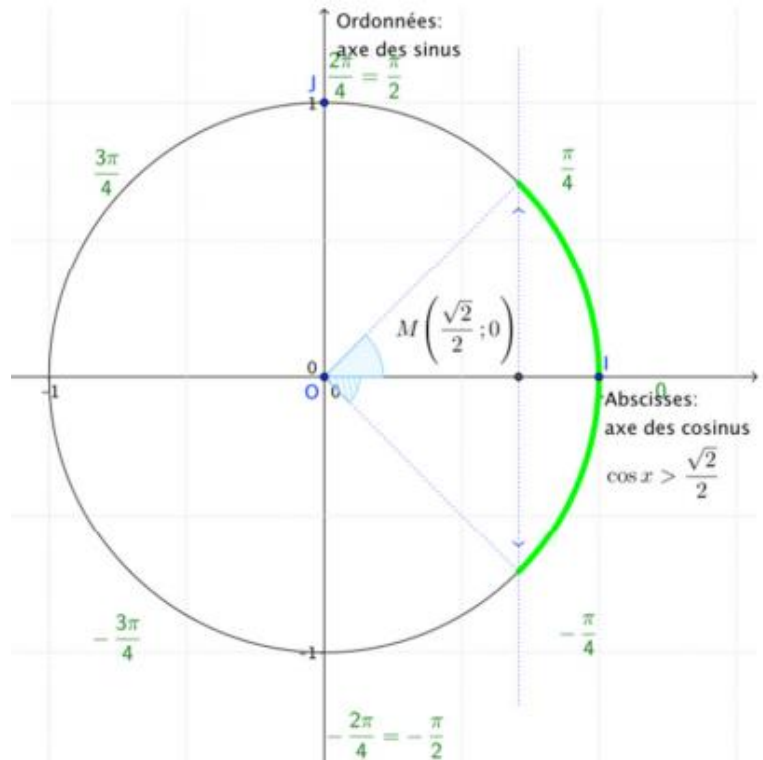 Ordonnées:
axe des sinus
2π/4 = π/2
J
1
3π/4
π/4
M(√2/2 ;0)
0
I
-1
O
0
0
Abscisses:
axe des cosinus
cos x > √2/2
-3π/4
-π/4
-1
-2π/4 = -π/2